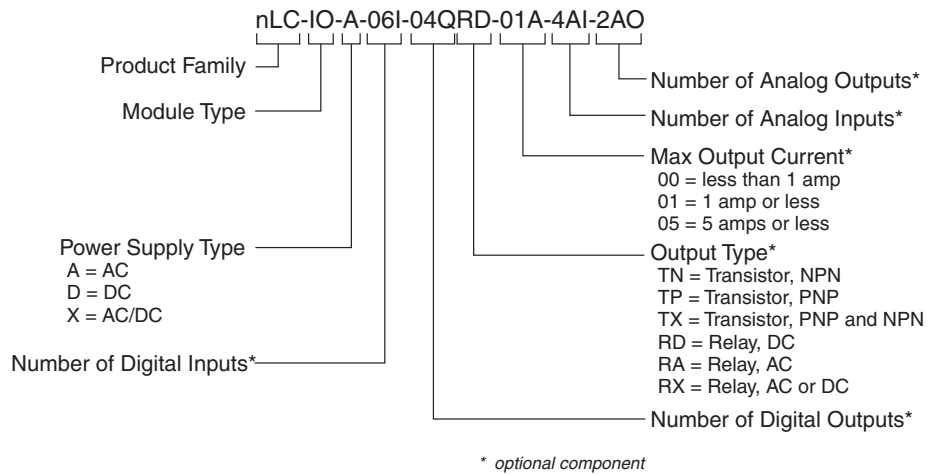 nLC-IO-A-06I-04QRD-01A-4AI-2AO
Product Family
Module Type
Power Supply Type
A = AC
D = DC
X = AC/DC
Number of Digital Inputs*
Number of Analog Outputs*
Number of Analog Inputs*
Max Output Current*
00 = less than 1 amp
01 = 1 amp or less
05 = 5 amps or less
Output Type*
TN = Transistor, NPN
TP = Transistor, PNP
TX = Transistor, PNP and NPN
RD = Relay, DC
RA = Relay, AC
RX = Relay, AC or DC
Number of Digital Outputs*
* optional component